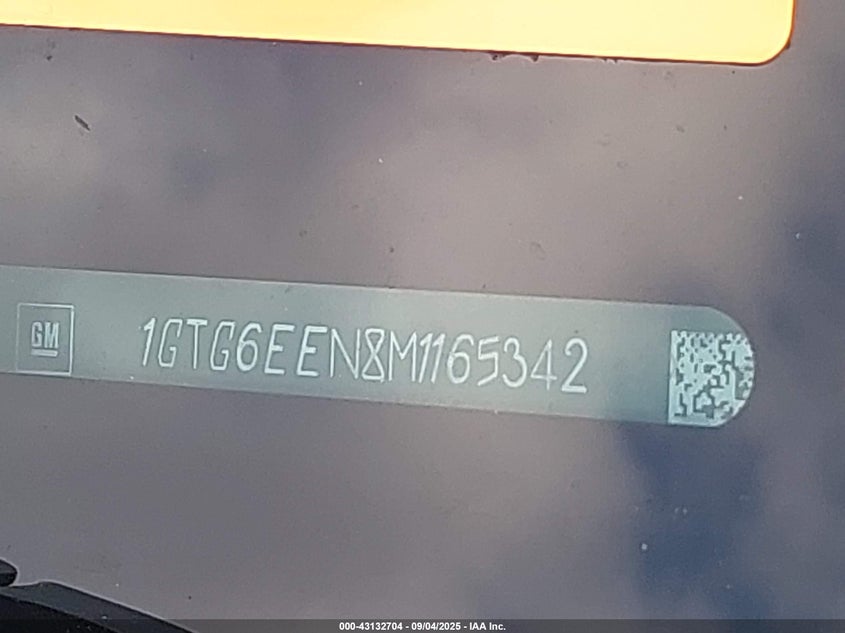 GM
1GTG6EEN8M1165342
000-43132704 - 09/04/2025 - IAA Inc.